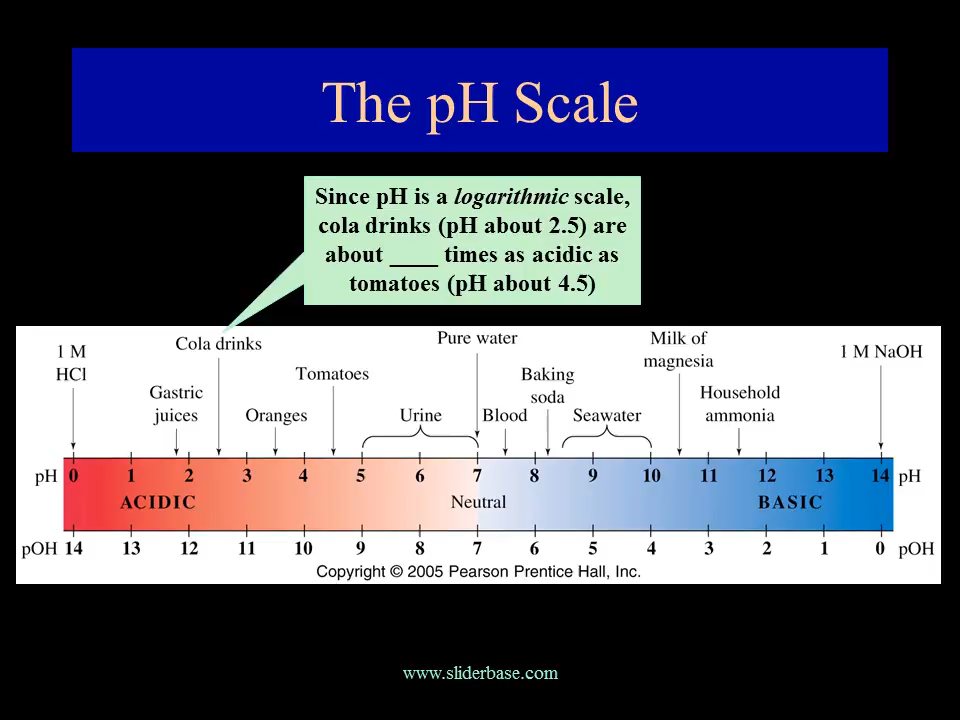 The pH Scale
Since pH is a logarithmic scale,
cola drinks (pH about 2.5) are
about ____ times as acidic as
tomatoes (pH about 4.5)
1 M
HCl
Gastric
juices
Cola drinks
Oranges
Tomatoes
Urine
Pure water
Blood
Baking
soda
Seawater
Milk of
magnesia
Household
ammonia
1 M NaOH
pH 0 1 2 3 4 5 6 7 8 9 10 11 12 13 14 pH
ACIDIC Neutral BASIC
pOH 14 13 12 11 10 9 8 7 6 5 4 3 2 1 0 pOH
Copyright © 2005 Pearson Prentice Hall, Inc.
www.sliderbase.com